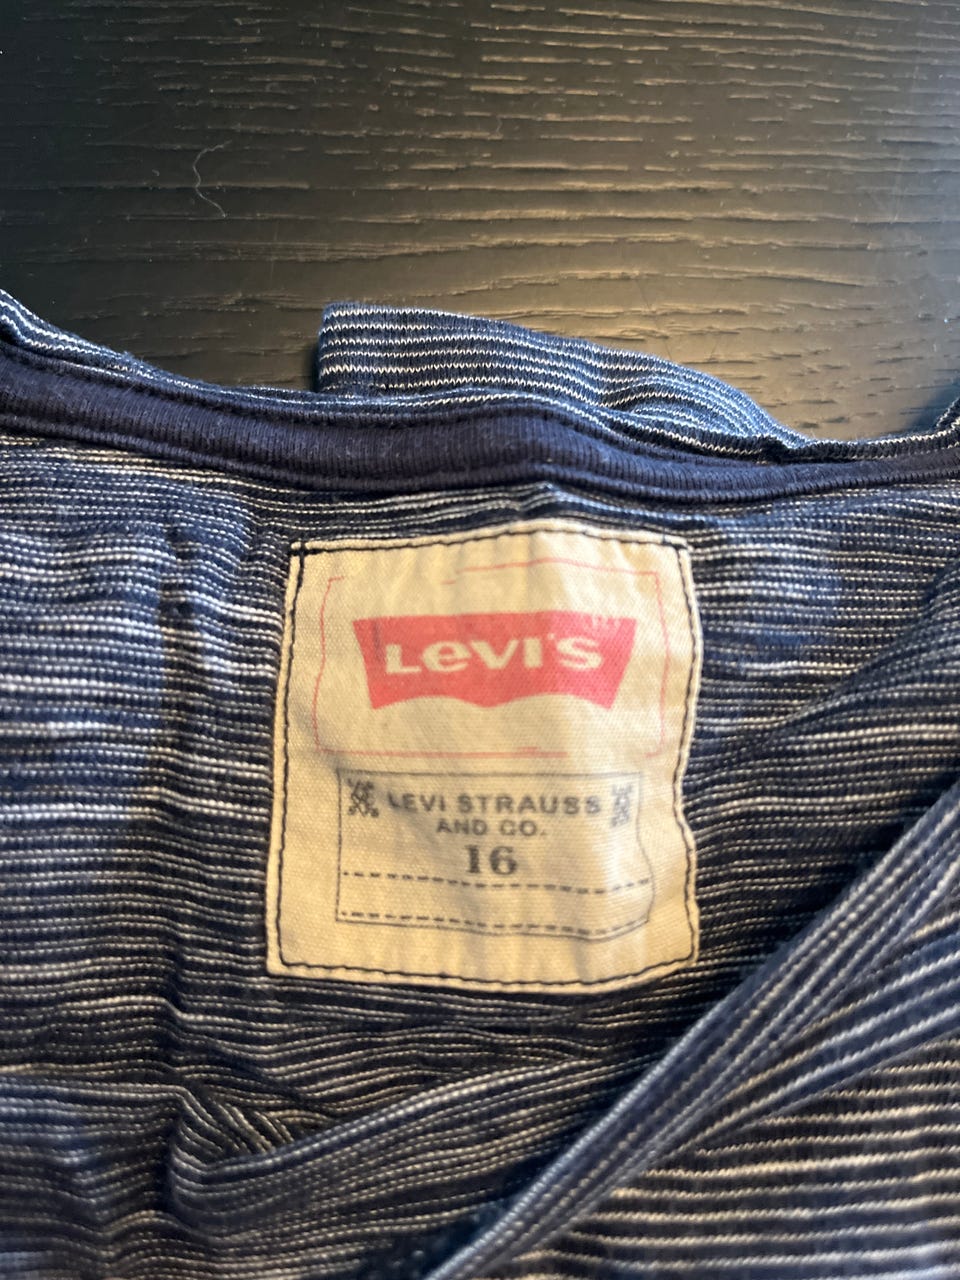 LEVI'S
LEVI STRAUSS
AND CO.
16